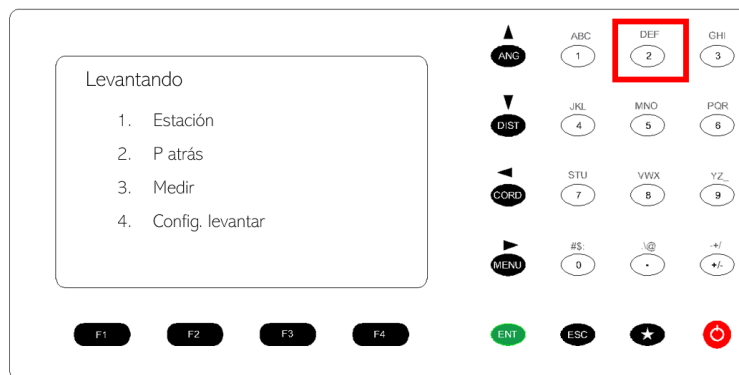 Levantando
1. Estación
2. P atrás
3. Medir
4. Config. levantar
F1 F2 F3 F4
ANG ABC 1 DEF 2 GHI 3
DIST JKL 4 MNO 5 PQR 6
CORD STU 7 VWX 8 YZ_ 9
MENU #$: 0 .\@ • -+/ +/-
ENT ESC